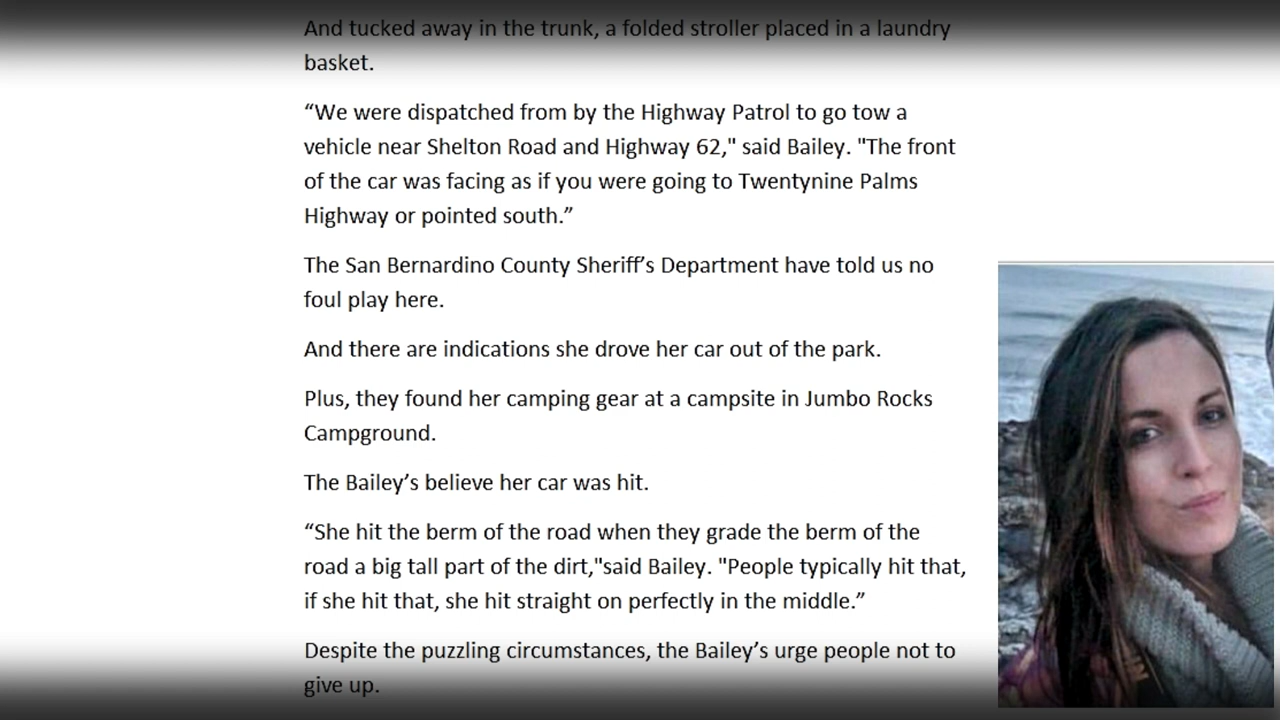 And tucked away in the trunk, a folded stroller placed in a laundry
basket.
“We were dispatched from by the Highway Patrol to go tow a
vehicle near Shelton Road and Highway 62," said Bailey. "The front
of the car was facing as if you were going to Twentynine Palms
Highway or pointed south.”
The San Bernardino County Sheriff’s Department have told us no
foul play here.
And there are indications she drove her car out of the park.
Plus, they found her camping gear at a campsite in Jumbo Rocks
Campground.
The Bailey’s believe her car was hit.
“She hit the berm of the road when they grade the berm of the
road a big tall part of the dirt,"said Bailey. "People typically hit that,
if she hit that, she hit straight on perfectly in the middle.”
Despite the puzzling circumstances, the Bailey’s urge people not to
give up.